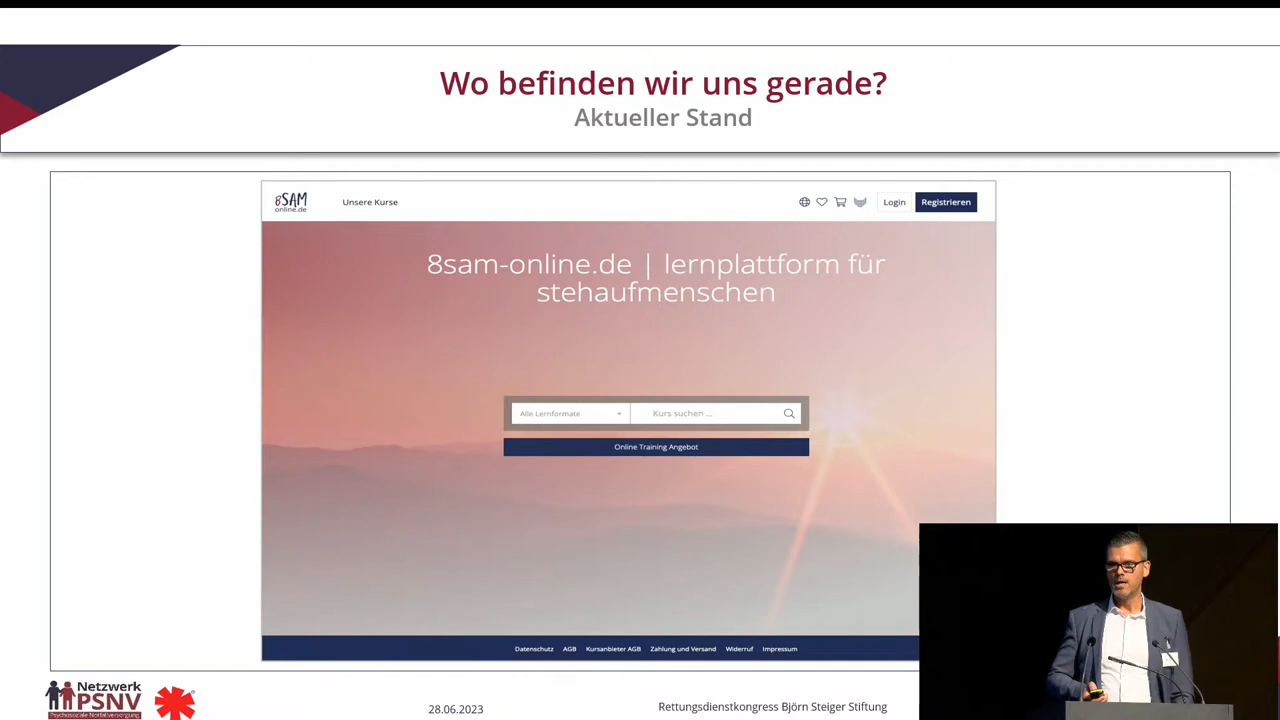 Wo befinden wir uns gerade?
Aktueller Stand
8SAM
online.de
Unsere Kurse
Login
Registrieren
8sam-online.de | lernplattform für
stehaufmenschen
Alle Lernformate
Kurs suchen ...
Online Training Angebot
Datenschutz AGB Kursanbieter AGB Zahlung und Versand Widerruf Impressum
Netzwerk
PSNV
Psychosoziale Notfallversorgung
28.06.2023
Rettungsdienstkongress Björn Steiger Stiftung